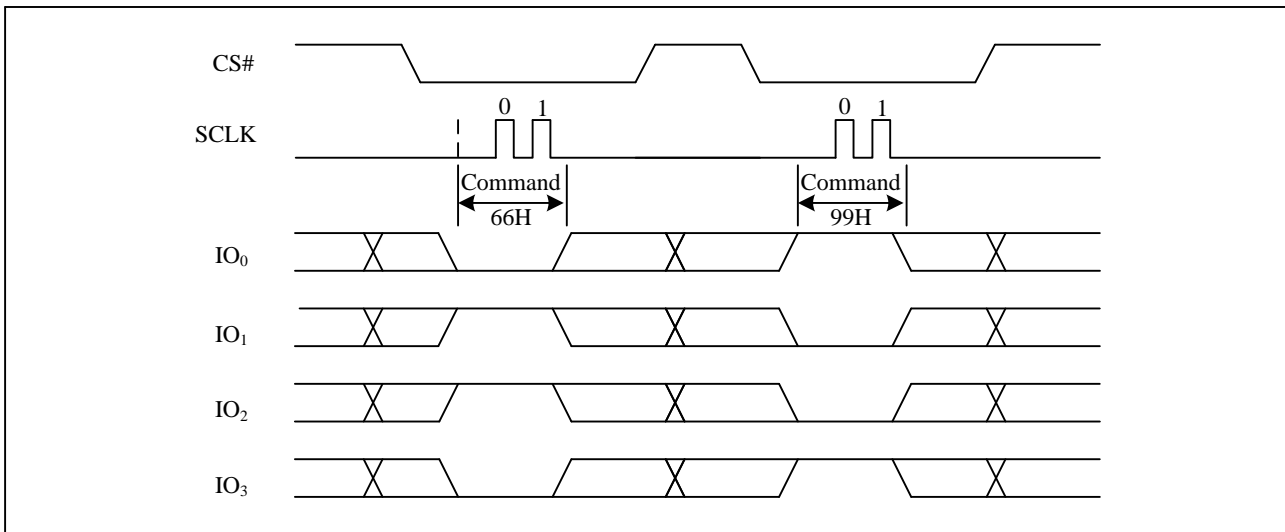 CS#
0 1 0 1
SCLK
Command Command
66H 99H
IO₀
IO₁
IO₂
IO₃